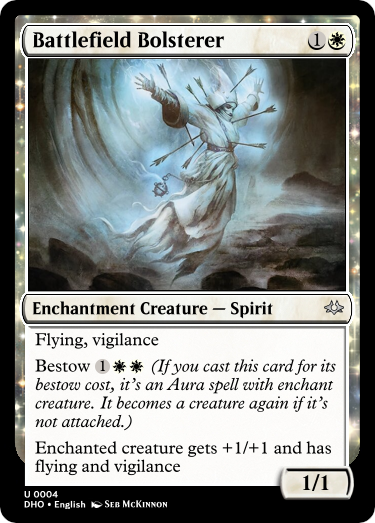 Battlefield Bolsterer 1
Enchantment Creature — Spirit
Flying, vigilance
Bestow 1 (If you cast this card for its
bestow cost, it's an Aura spell with enchant
creature. It becomes a creature again if it's
not attached.)
Enchanted creature gets +1/+1 and has
flying and vigilance
1/1
U 0004
DHO • English Seb McKinnon